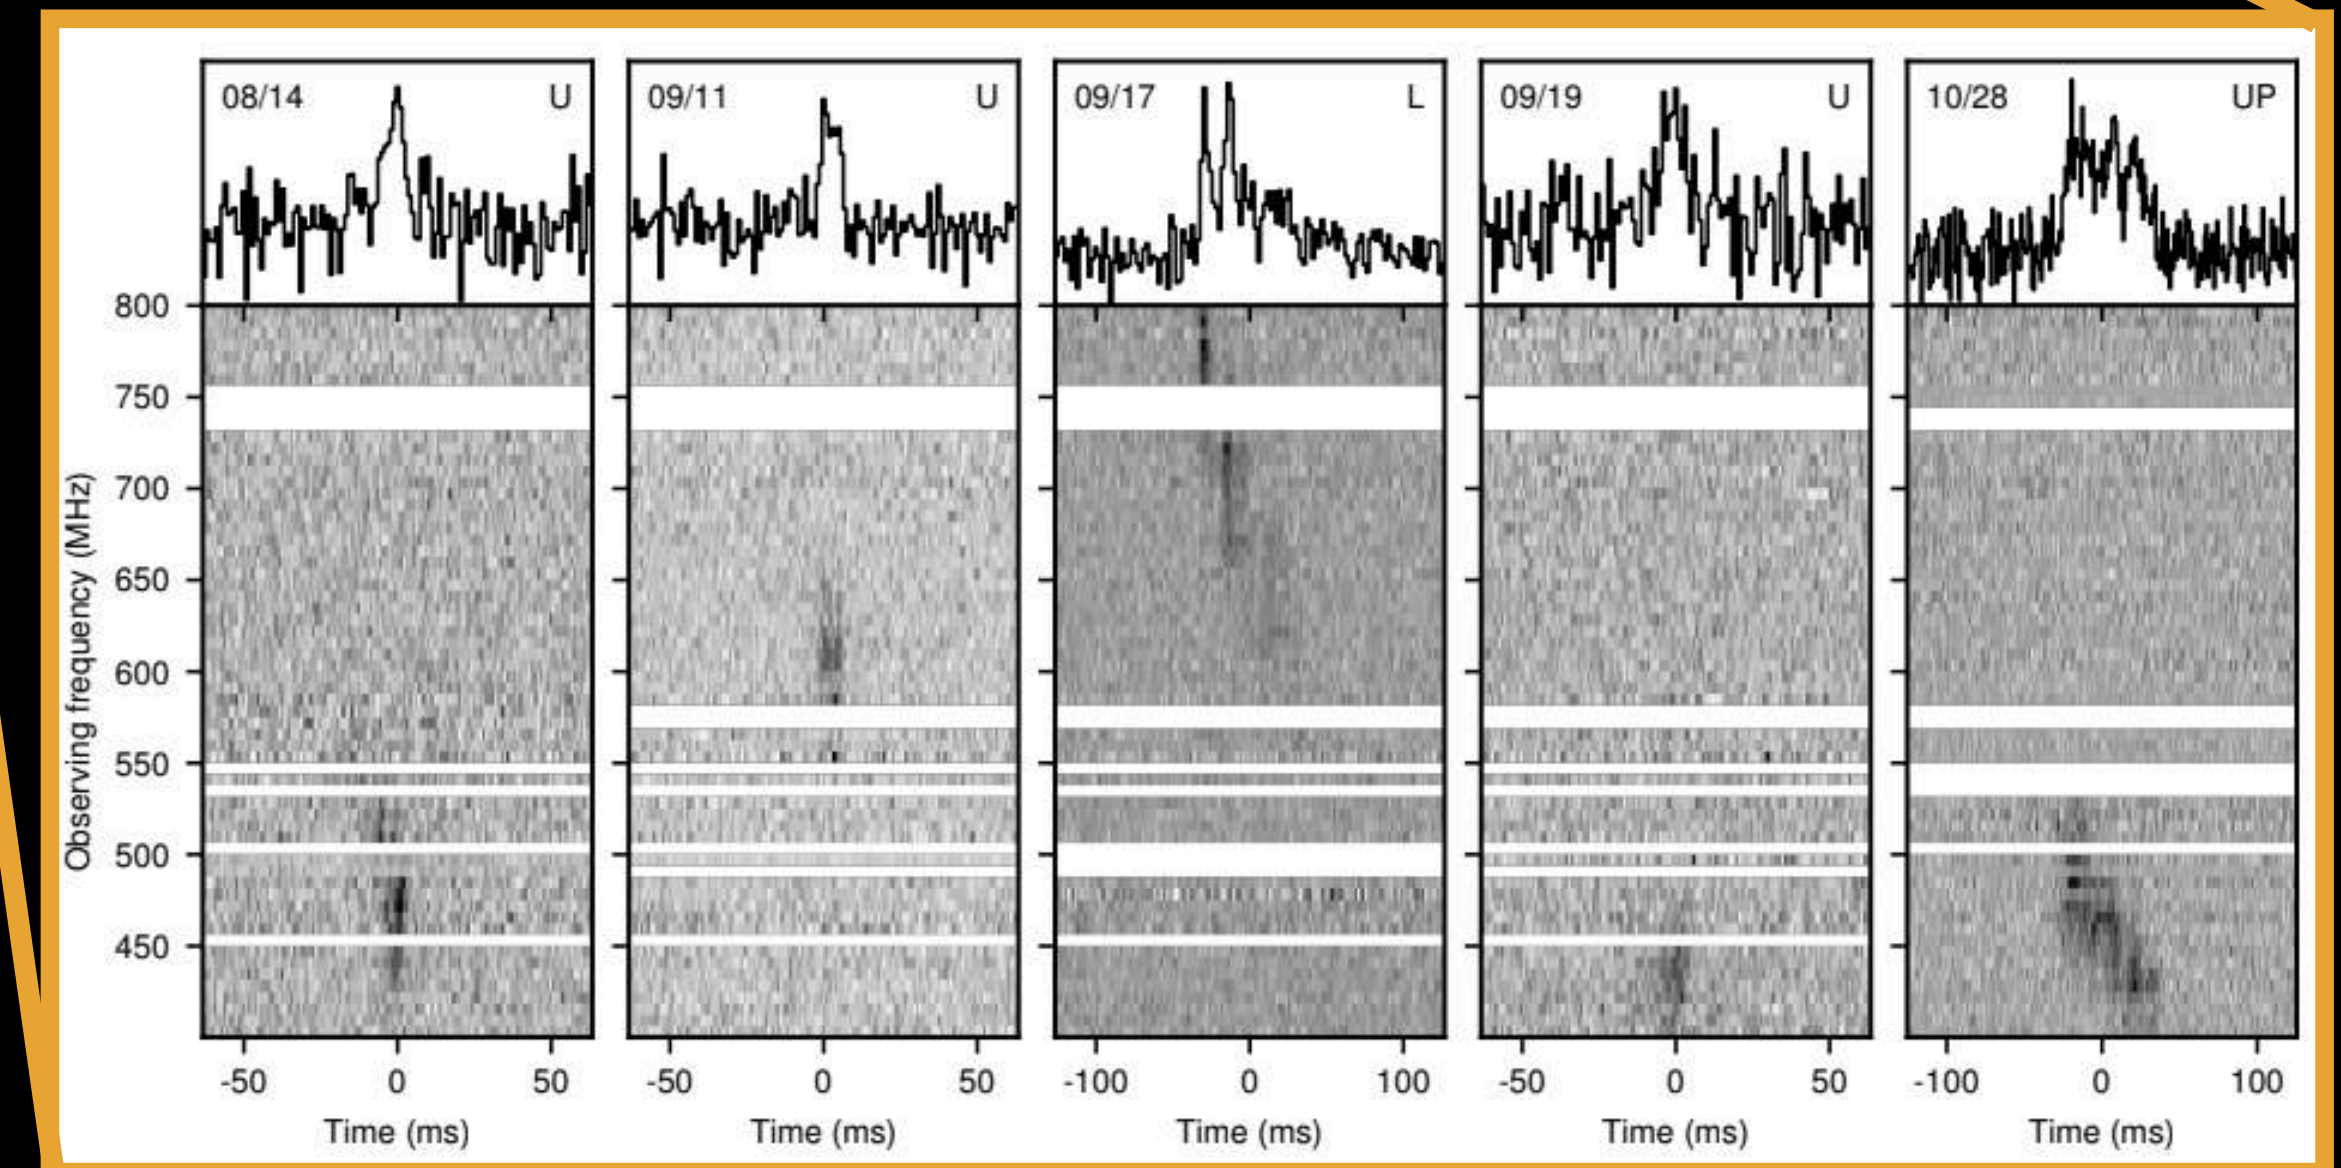 08/14 U
09/11 U
09/17 L
09/19 U
10/28 UP
Observing frequency (MHz)
800
750
700
650
600
550
500
450
-50 0 50
-50 0 50
-100 0 100
-50 0 50
-100 0 100
Time (ms)
Time (ms)
Time (ms)
Time (ms)
Time (ms)